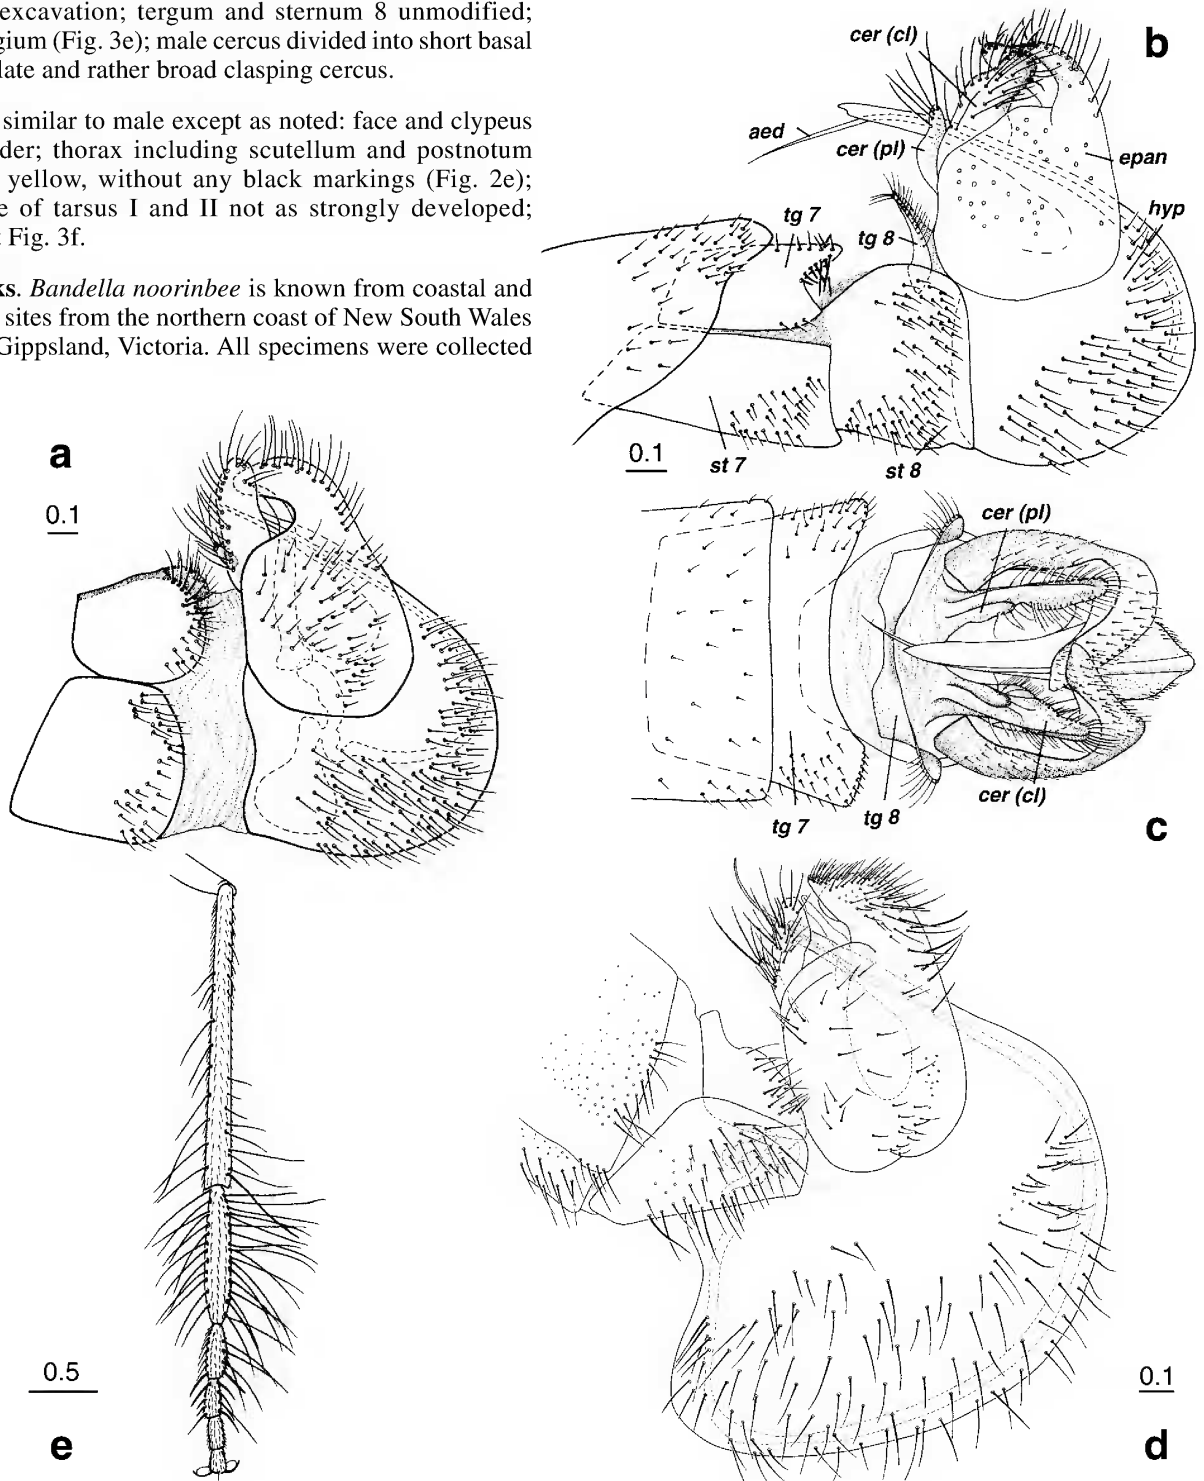 excavation; tergum and sternum 8 unmodified;
gium (Fig. 3e); male cercus divided into short basal
late and rather broad clasping cercus.
similar to male except as noted: face and clypeus
der; thorax including scutellum and postnotum
yellow, without any black markings (Fig. 2e);
e of tarsus I and II not as strongly developed;
Fig. 3f.
ks. Bandella noorinbee is known from coastal and
sites from the northern coast of New South Wales
Gippsland, Victoria. All specimens were collected
b
cer (cl)
aed
cer (pl)
epan
hyp
tg 7
tg 8
0.1
st 7
st 8
a
0.1
cer (pl)
cer (cl)
tg 7
tg 8
c
0.5
e
0.1
d